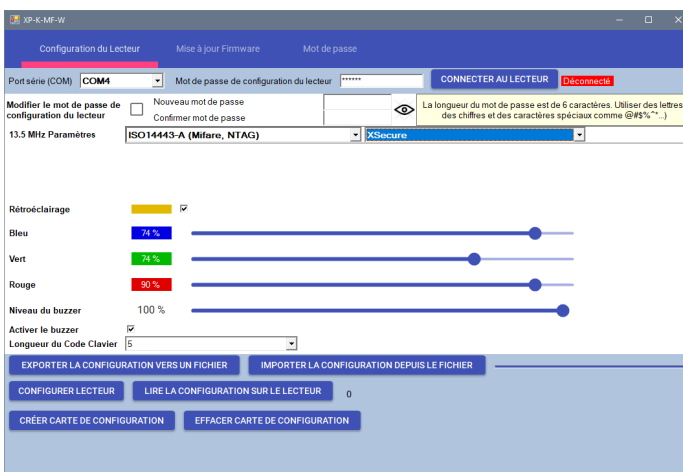 XP-K-MF-W
Configuration du Lecteur Mise à jour Firmware Mot de passe
Port série (COM) COM4 Mot de passe de configuration du lecteur ****** CONNECTER AU LECTEUR Déconnecté
Modifier le mot de passe de configuration du lecteur
Nouveau mot de passe
Confirmer mot de passe
La longueur du mot de passe est de 6 caractères. Utiliser des lettres
des chiffres et des caractères spéciaux comme @#$%^*...)
13.5 MHz Paramètres ISO14443-A (Mifare, NTAG) XSecure
Rétroéclairage
Bleu 74 %
Vert 74 %
Rouge 90 %
Niveau du buzzer 100 %
Activer le buzzer
Longueur du Code Clavier 5
EXPORTER LA CONFIGURATION VERS UN FICHIER IMPORTER LA CONFIGURATION DEPUIS LE FICHIER
CONFIGURER LECTEUR LIRE LA CONFIGURATION SUR LE LECTEUR 0
CRÉER CARTE DE CONFIGURATION EFFACER CARTE DE CONFIGURATION